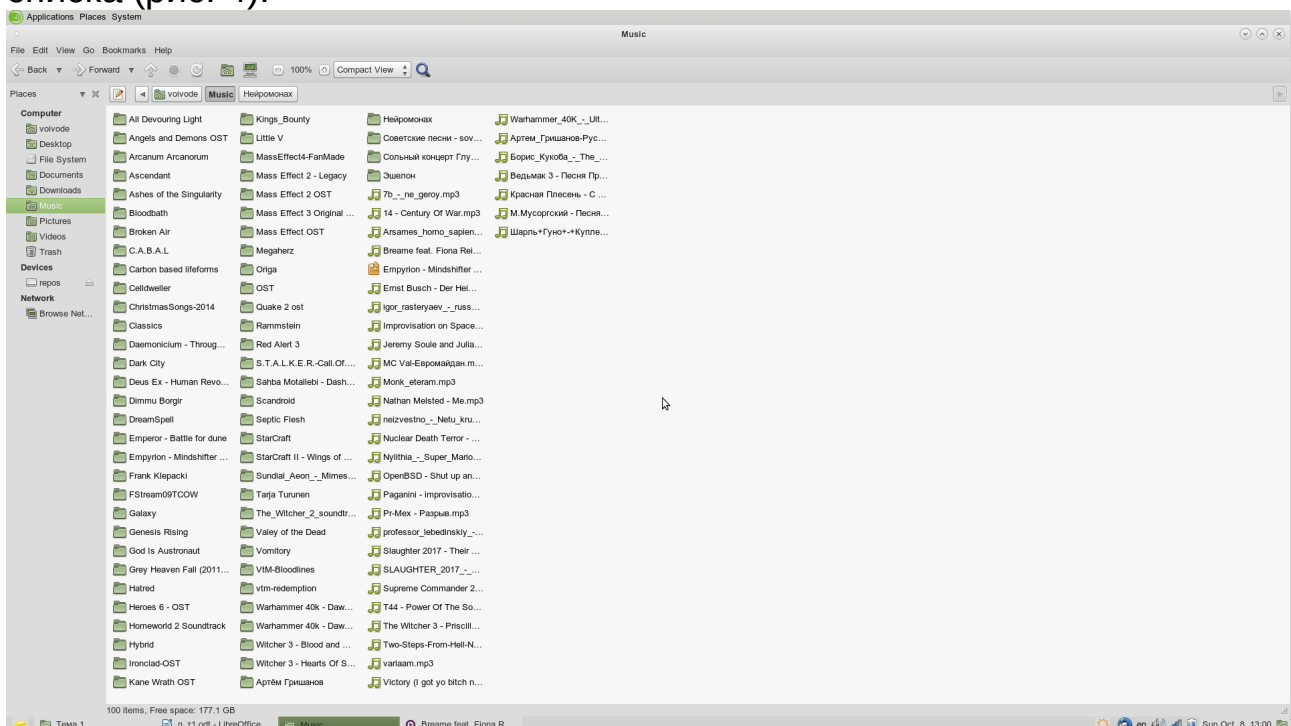 списка (рис. 4).
Applications Places System
Music
File Edit View Go Bookmarks Help
Back Forward 100% Compact View
Places voivode Music Нейромонах
Computer
voivode
Desktop
File System
Documents
Downloads
Music
Pictures
Videos
Trash
Devices
repos
Network
Browse Net...
All Devouring Light
Angels and Demons OST
Arcanum Arcanorum
Ascendant
Ashes of the Singularity
Bloodbath
Broken Air
C.A.B.A.L
Carbon based lifeforms
Celldweller
ChristmasSongs-2014
Classics
Daemonicium - Throug...
Dark City
Deus Ex - Human Revo...
Dimmu Borgir
DreamSpell
Emperor - Battle for dune
Empyrion - Mindshifter ...
Frank Klepacki
FStream09TCOW
Galaxy
Genesis Rising
God Is Austronaut
Grey Heaven Fall (2011...
Hatred
Heroes 6 - OST
Homeworld 2 Soundtrack
Hybrid
Ironclad-OST
Kane Wrath OST
Kings_Bounty
Little V
MassEffect4-FanMade
Mass Effect 2 - Legacy
Mass Effect 2 OST
Mass Effect 3 Original ...
Mass Effect OST
Megaherz
Origa
OST
Quake 2 ost
Rammstein
Red Alert 3
S.T.A.L.K.E.R.-Call.Of....
Sahba Motallebi - Dash...
Scandroid
Septic Flesh
StarCraft
StarCraft II - Wings of ...
Sundial_Aeon_-_Mimes...
Tarja Turunen
The_Witcher_2_soundtr...
Valey of the Dead
Vomitory
VtM-Bloodlines
vtm-redemption
Warhammer 40k - Daw...
Warhammer 40k - Daw...
Witcher 3 - Blood and ...
Witcher 3 - Hearts Of S...
Артём Гришанов
Нейромонах
Советские песни - sov...
Сольный концерт Глу...
Эшелон
7b_-_ne_geroy.mp3
14 - Century Of War.mp3
Arsames_homo_sapien...
Breame feat. Fiona Rei...
Empyrion - Mindshifter ...
Ernst Busch - Der Hei...
igor_rasteryaev_-_russ...
Improvisation on Space...
Jeremy Soule and Julia...
МС Val-Евромайдан.m...
Monk_eteram.mp3
Nathan Melsted - Me.mp3
neizvestno_-_Netu_kru...
Nuclear Death Terror - ...
Nylithia_-_Super_Mario...
OpenBSD - Shut up an...
Paganini - improvisatio...
Pr-Mex - Разрыв.mp3
professor_lebedinskiy_-...
Slaughter 2017 - Their ...
SLAUGHTER_2017_-_...
Supreme Commander 2...
T44 - Power Of The So...
The Witcher 3 - Priscill...
Two-Steps-From-Hell-N...
varlaam.mp3
Victory (I got yo bitch n...
Warhammer_40K_-_Ult...
Артем_Гришанов-Рус...
Борис_Кукоба_-_The_...
Ведьмак 3 - Песня Пр...
Красная Плесень - С ...
М.Мусоргский - Песня...
Шарль+Гуно+-+Купле...
100 items, Free space: 177.1 GB
Тема 1 п_т1.odt - LibreOffice Music Breame feat. Fiona R... en Sun Oct 8, 13:00